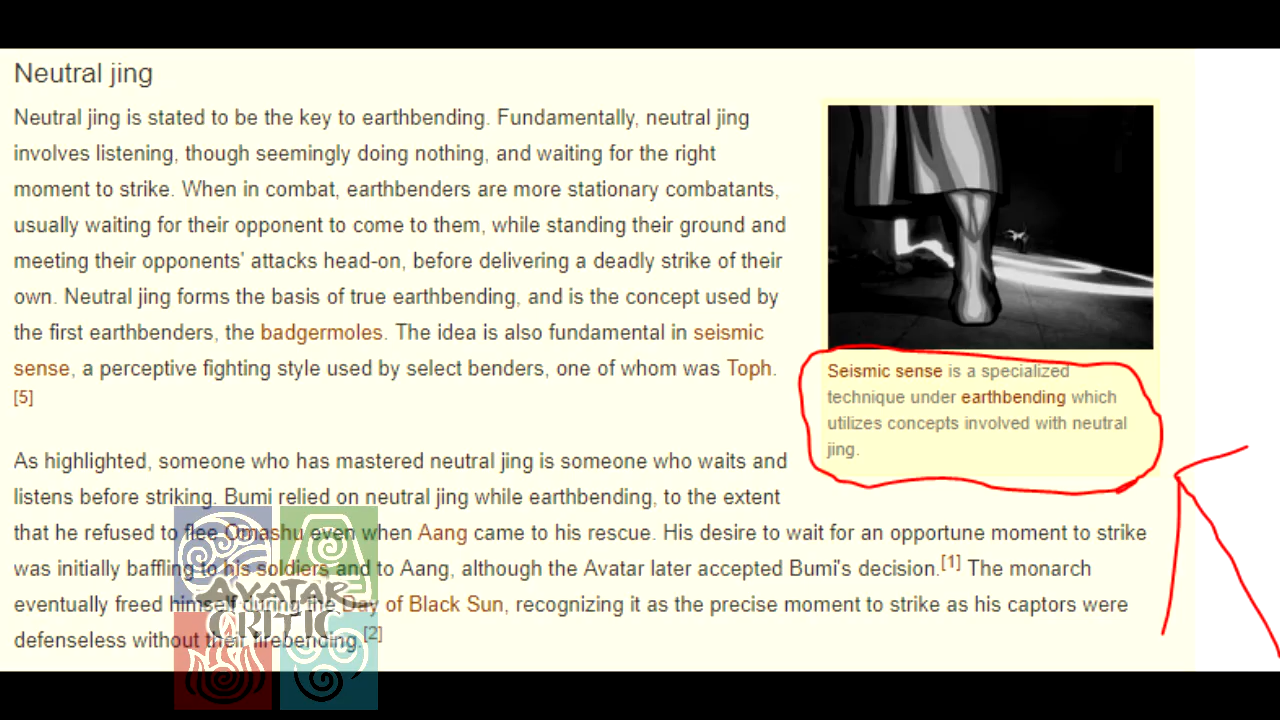 Neutral jing
Neutral jing is stated to be the key to earthbending. Fundamentally, neutral jing
involves listening, though seemingly doing nothing, and waiting for the right
moment to strike. When in combat, earthbenders are more stationary combatants,
usually waiting for their opponent to come to them, while standing their ground and
meeting their opponents' attacks head-on, before delivering a deadly strike of their
own. Neutral jing forms the basis of true earthbending, and is the concept used by
the first earthbenders, the badgermoles. The idea is also fundamental in seismic
sense, a perceptive fighting style used by select benders, one of whom was Toph.
[5]
Seismic sense is a specialized
technique under earthbending which
utilizes concepts involved with neutral
jing.
As highlighted, someone who has mastered neutral jing is someone who waits and
listens before striking. Bumi relied on neutral jing while earthbending, to the extent
that he refused to flee Omashu even when Aang came to his rescue. His desire to wait for an opportune moment to strike
was initially baffling to his soldiers and to Aang, although the Avatar later accepted Bumi's decision.[1] The monarch
eventually freed himself during the Day of Black Sun, recognizing it as the precise moment to strike as his captors were
defenseless without their firebending.[2]
AVATAR
CRITIC